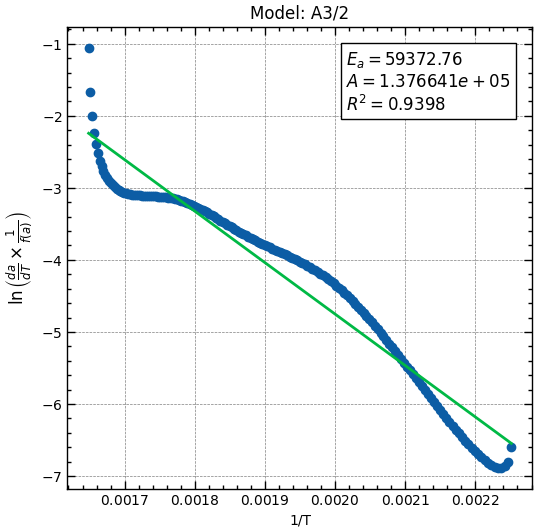 Model: A3/2
E_a = 59372.76
A = 1.376641e + 05
R² = 0.9398
−1
−2
−3
−4
−5
−6
−7
ln(da/dT × 1/f(a))
0.0017 0.0018 0.0019 0.0020 0.0021 0.0022
1/T